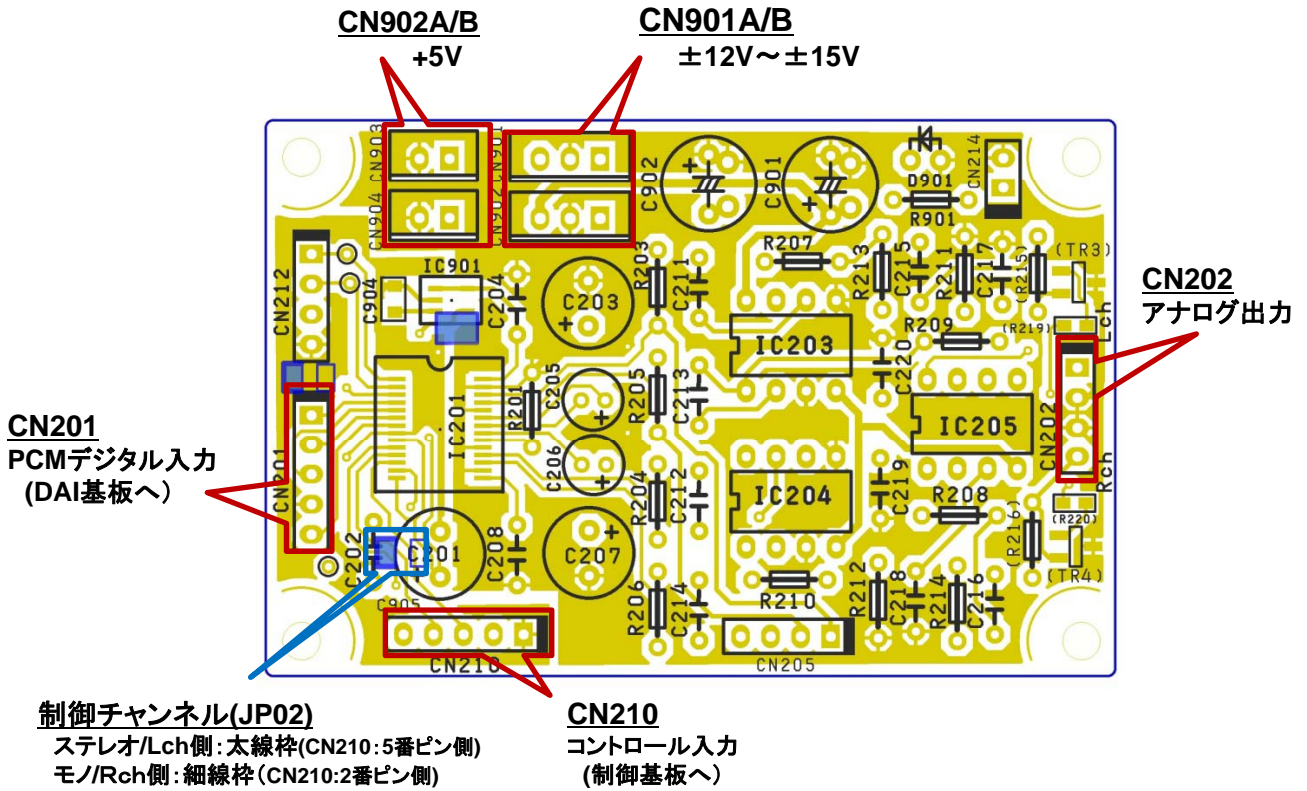 CN902A/B
+5V
CN901A/B
±12V～±15V
CN903
CN901
CN904
CN902
C902
C901
D901
R901
CN214
CN212
C904
IC901
C204
C203
R203
C211
R207
R213
C215
R211
C217
(R215)
(TR3)
CN202
アナログ出力
(R219)
Lch
R209
IC203
C220
IC201
R201
C205
R205
C213
IC205
CN202
CN201
PCMデジタル入力
(DAI基板へ）
CN201
C206
R204
C212
IC204
C219
R208
Rch
(R220)
(R216)
(TR4)
C202
C201
C208
C207
C905
R206
C214
R210
R212
C218
R214
C216
CN210
CN205
制御チャンネル(JP02)
ステレオ/Lch側：太線枠(CN210：5番ピン側)
モノ/Rch側：細線枠（CN210:2番ピン側）
CN210
コントロール入力
(制御基板へ）